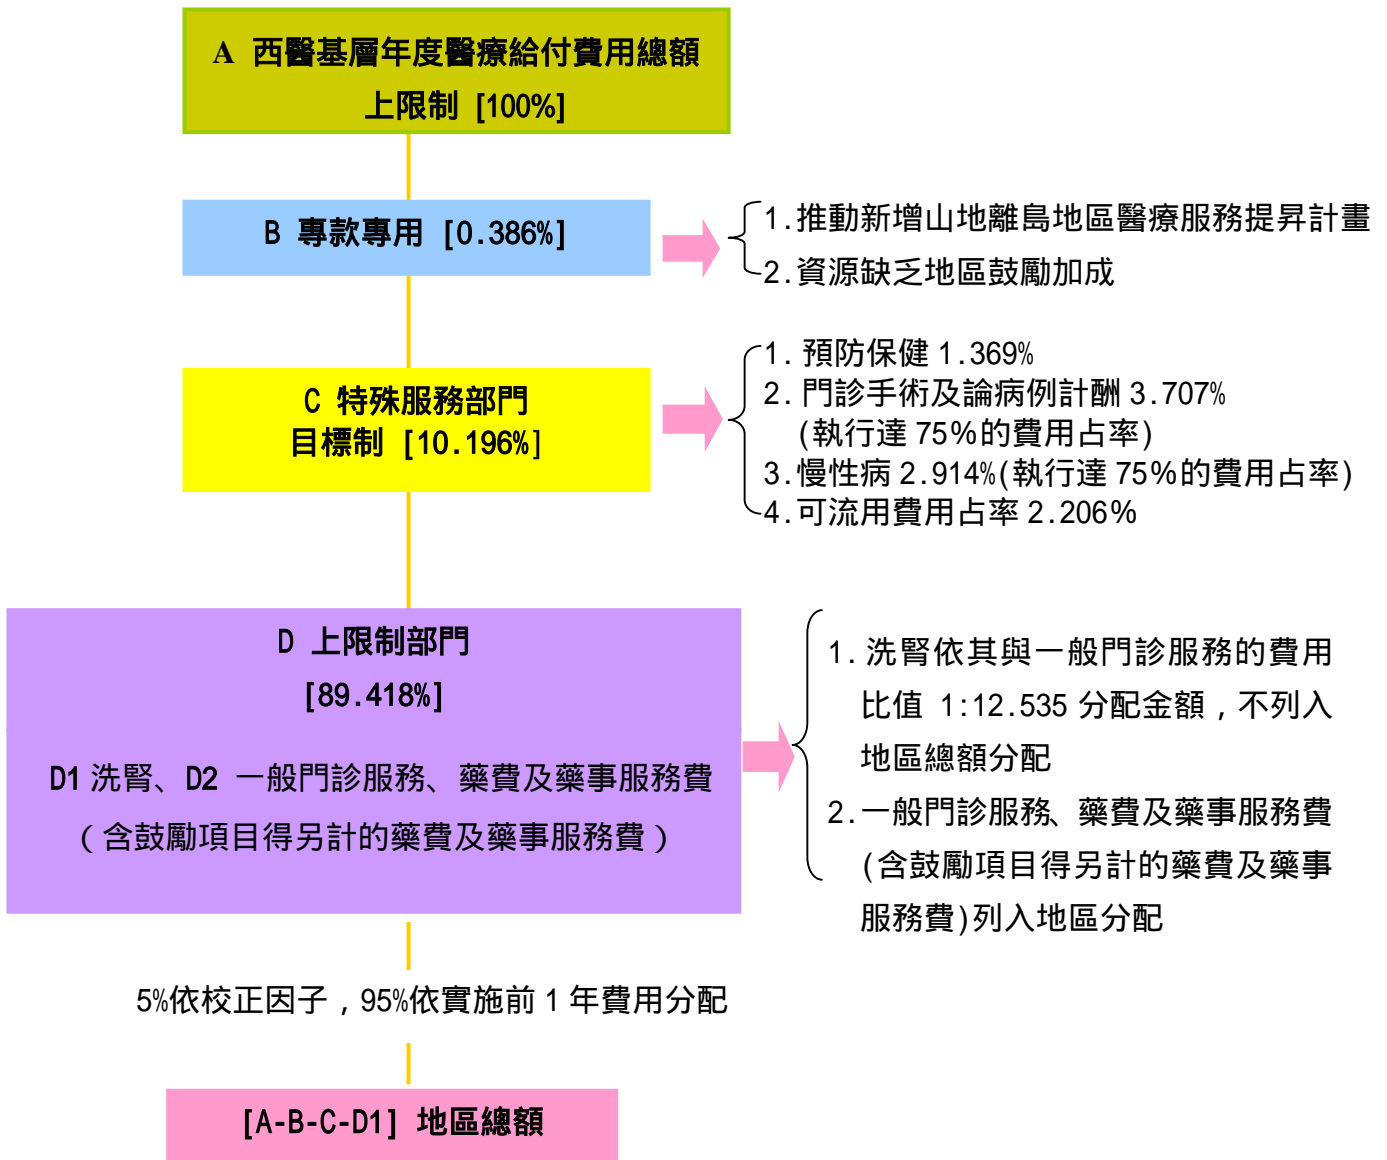 A 西醫基層年度醫療給付費用總額
上限制 [100%]
B 專款專用 [0.386%]
1.推動新增山地離島地區醫療服務提昇計畫
2.資源缺乏地區鼓勵加成
C 特殊服務部門
目標制 [10.196%]
1. 預防保健 1.369%
2. 門診手術及論病例計酬 3.707%
(執行達 75%的費用占率)
3.慢性病 2.914%(執行達 75%的費用占率)
4.可流用費用占率 2.206%
D 上限制部門
[89.418%]
D1 洗腎、D2 一般門診服務、藥費及藥事服務費
（含鼓勵項目得另計的藥費及藥事服務費）
1. 洗腎依其與一般門診服務的費用
比值 1:12.535 分配金額，不列入
地區總額分配
2.一般門診服務、藥費及藥事服務費
(含鼓勵項目得另計的藥費及藥事
服務費)列入地區分配
5%依校正因子，95%依實施前 1 年費用分配
[A-B-C-D1] 地區總額